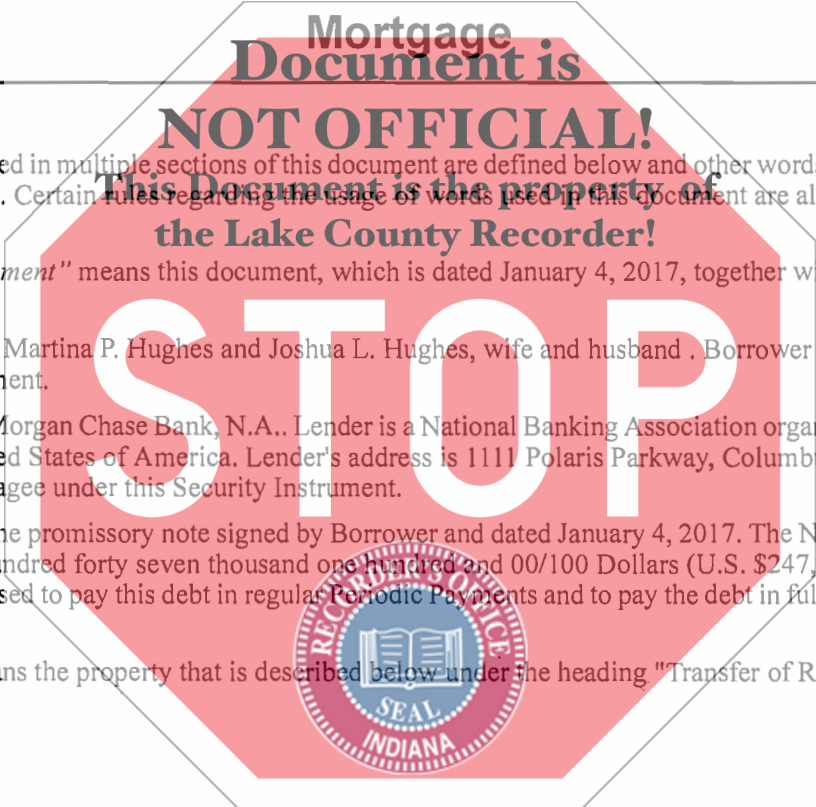 Mortgage
Document is
NOT OFFICIAL!
ed in multiple sections of this document are defined below and other word
This Document is the property of
. Certain rules regarding the usage of words used in this document are al
the Lake County Recorder!
ment" means this document, which is dated January 4, 2017, together wi
STOP
Martina P. Hughes and Joshua L. Hughes, wife and husband . Borrower
ent.
Morgan Chase Bank, N.A.. Lender is a National Banking Association organ
ed States of America. Lender's address is 1111 Polaris Parkway, Columb
agee under this Security Instrument.
he promissory note signed by Borrower and dated January 4, 2017. The N
ndred forty seven thousand one hundred and 00/100 Dollars (U.S. $247,
sed to pay this debt in regular Periodic Payments and to pay the debt in ful
ns the property that is described below under the heading "Transfer of R
RECORDER'S OFFICE
SEAL
INDIANA